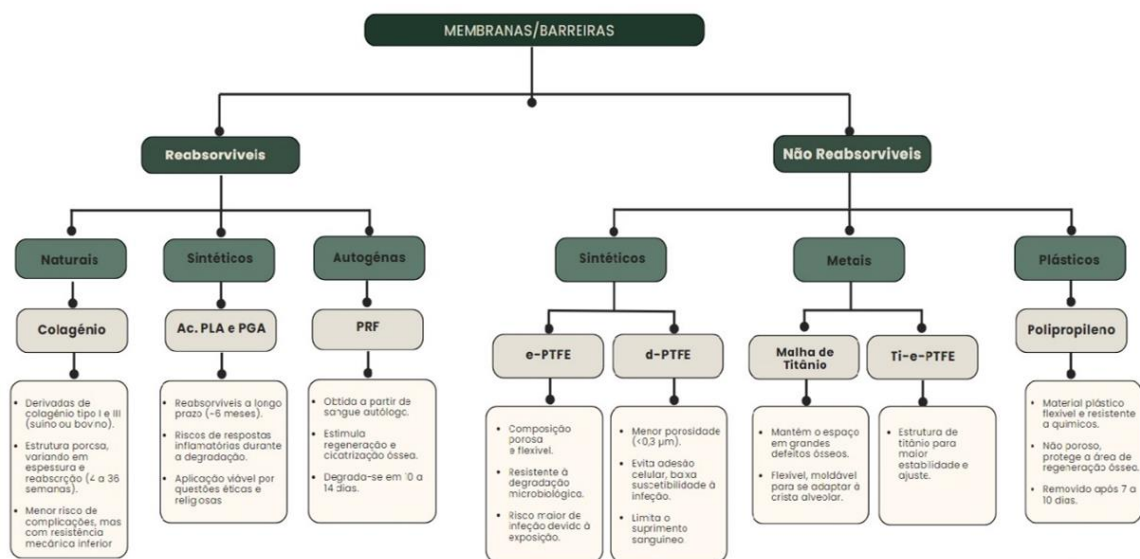 MEMBRANAS/BARREIRAS
Reabsorviveis
Não Reabsorviveis
Naturais
Sintéticos
Autogénas
Sintéticos
Metais
Plásticos
Colagénio
Ac. PLA e PGA
PRF
e-PTFE
d-PTFE
Malha de
Titânio
Ti-e-PTFE
Polipropileno
• Derivadas de
colagénio tipo I e III
(suíno ou bovino).
• Estrutura porosa,
variando em
espessura e
reabsorção (4 a 36
semanas).
• Menor risco de
complicações, mas
com resistência
mecânica inferior
• Reabsorviveis a longo
prazo (~6 meses).
• Riscos de respostas
inflamatórias durante
a degradação.
• Aplicação viável por
questões éticas e
religiosas
• Obtida a partir de
sangue autólogo.
• Estimula
regeneração e
cicatrização óssea.
• Degrada-se em 10 a
14 dias.
• Composição
porosa
e flexível.
• Resistente à
degradação
microbiológica.
• Risco maior de
infeção devido à
exposição.
• Menor porosidade
(<0,3 µm).
• Evita adesão
celular, baixa
suscetibilidade à
infeção.
• Limita o
suprimento
sanguíneo
• Mantém o espaço
em grandes
defeitos ósseos.
• Flexível, moldável
para se adaptar à
crista alveolar.
• Estrutura de
titânio para
maior
estabilidade e
ajuste.
• Material plástico
flexível e resistente
a químicos.
• Não poroso,
protege a área de
regeneração óssea.
• Removido após 7 a
10 dias.